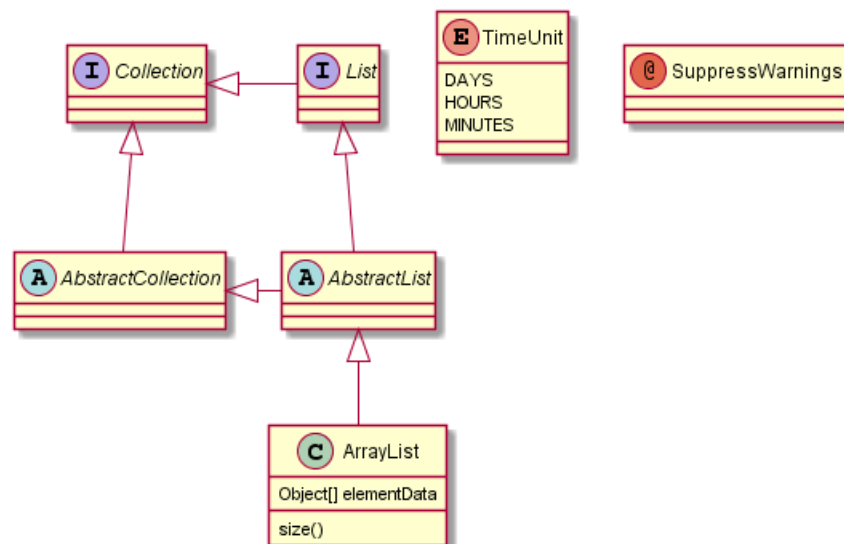 I Collection
I List
E TimeUnit
DAYS
HOURS
MINUTES
@ SuppressWarnings
A AbstractCollection
A AbstractList
C ArrayList
Object[] elementData
size()